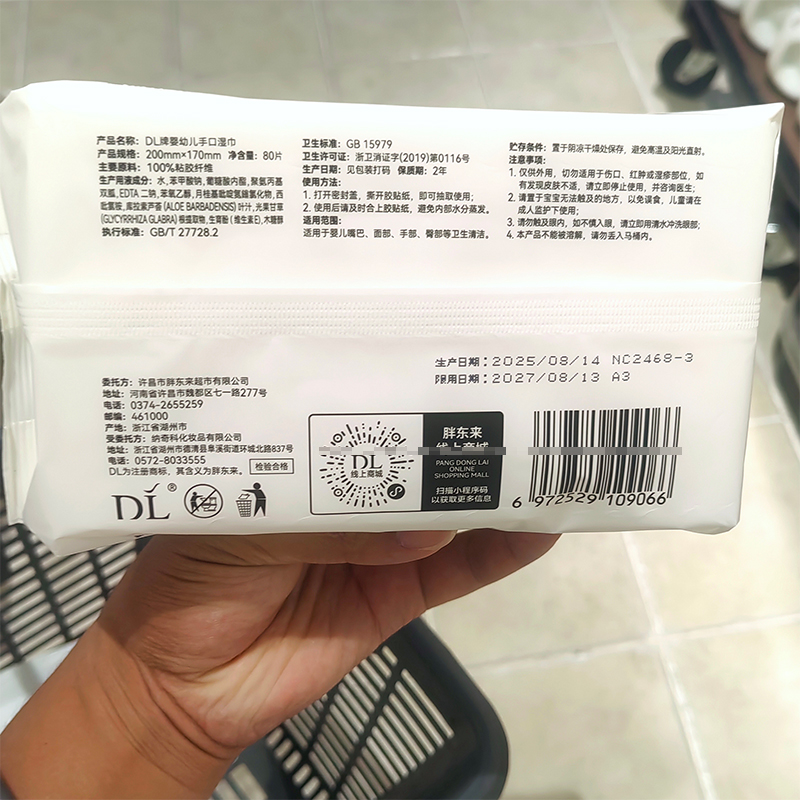 产品名称：DL牌婴幼儿手口湿巾
产品规格：200mm×170mm 净含量：80片
主要原料：100%粘胶纤维
生产用液成分：水、苯甲酸钠、葡糖酸内酯、聚氨丙基
双胍、EDTA 二钠、苯氧乙醇、月桂基吡啶氮䓬氯化物、西
吡氯铵、库拉索芦荟 (ALOE BARBADENSIS) 叶汁、光果甘草
(GLYCYRRHIZA GLABRA) 根提取物、生育酚 (维生素E)、木糖醇
执行标准：GB/T 27728.2
卫生标准：GB 15979
卫生许可证：浙卫消证字(2019)第0116号
生产日期：见包装打码 保质期：2年
使用方法：
1. 打开密封盖，撕开胶贴纸，即可抽取使用；
2. 使用后请及时合上胶贴纸，避免内部水分蒸发。
适用范围：
适用于婴儿嘴巴、面部、手部、臀部等卫生清洁。
贮存条件：置于阴凉干燥处保存，避免高温及阳光直射。
注意事项：
1. 仅供外用，切勿适用于伤口、红肿或湿疹部位，如
有发现皮肤不适，请立即停止使用，并咨询医生；
2. 请置于宝宝无法触及的地方，以免误食，儿童请在
成人监护下使用；
3. 请勿触及眼内，如不慎入眼，请立即用清水冲洗眼部；
4. 本产品不能被溶解，请勿丢入马桶内。
生产日期：2025/08/14 NC2468-3
限用日期：2027/08/13 A3
委托方：许昌市胖东来超市有限公司
地址：河南省许昌市魏都区七一路277号
电话：0374-2655259
邮编：461000
产地：浙江省湖州市
受委托方：纳奇科化妆品有限公司
地址：浙江省湖州市德清县阜溪街道环城北路837号
电话：0572-8033555
DL为注册商标，其含义为胖东来。
检验合格
DL®
DL
线上商城
胖东来
线上商城
PANG DONG LAI
ONLINE
SHOPPING MALL
扫描小程序码
以获取更多信息
6 972529 109066